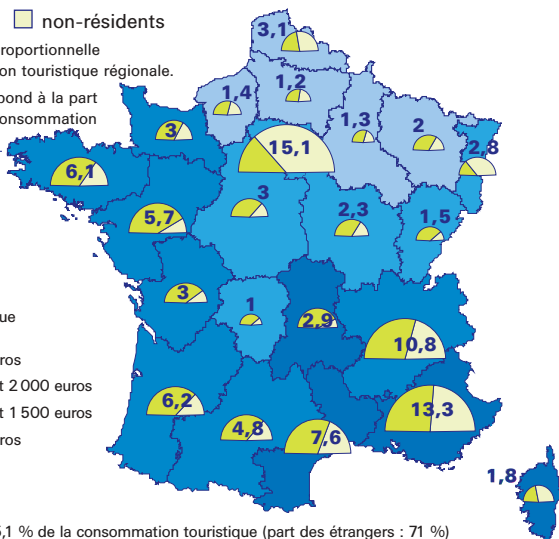 non-résidents
roportionnelle
on touristique régionale.
pond à la part
onsommation
3,1
1,4
1,2
1,3
2
2,8
3
15,1
6,1
5,7
3
2,3
1,5
3
1
2,9
10,8
ue
ros
t 2 000 euros
t 1 500 euros
ros
6,2
4,8
7,6
13,3
1,8
5,1 % de la consommation touristique (part des étrangers : 71 %)